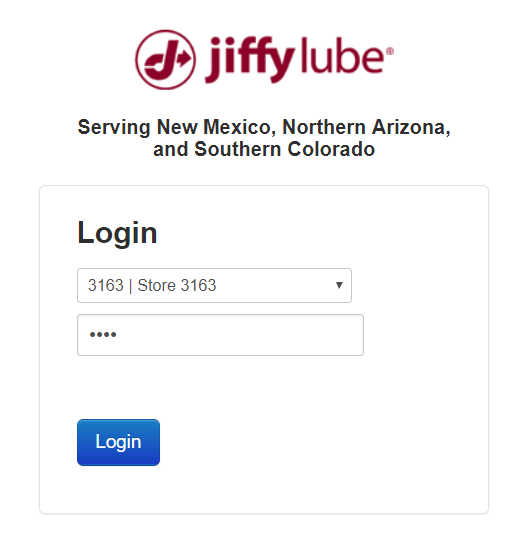 jiffy lube®
Serving New Mexico, Northern Arizona,
and Southern Colorado
Login
3163 | Store 3163
••••
Login